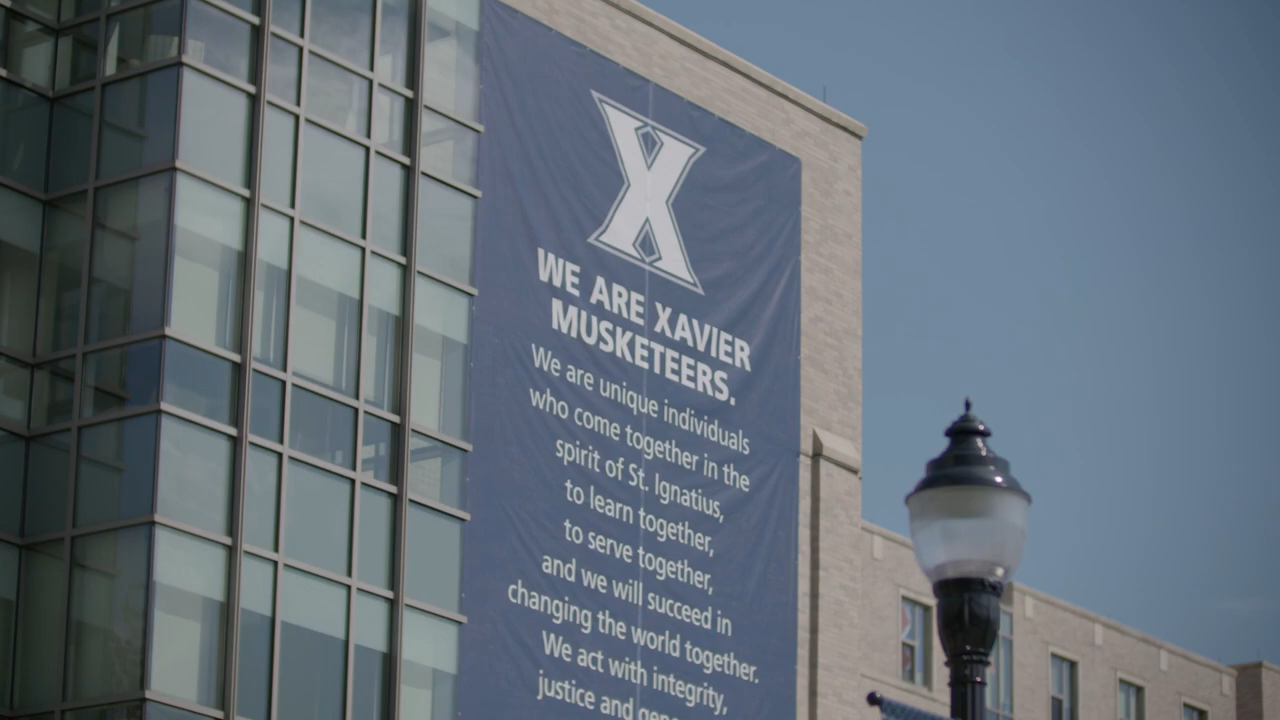 X
WE ARE XAVIER
MUSKETEERS.
We are unique individuals
who come together in the
spirit of St. Ignatius,
to learn together,
to serve together,
and we will succeed in
changing the world together.
We act with integrity,
justice and